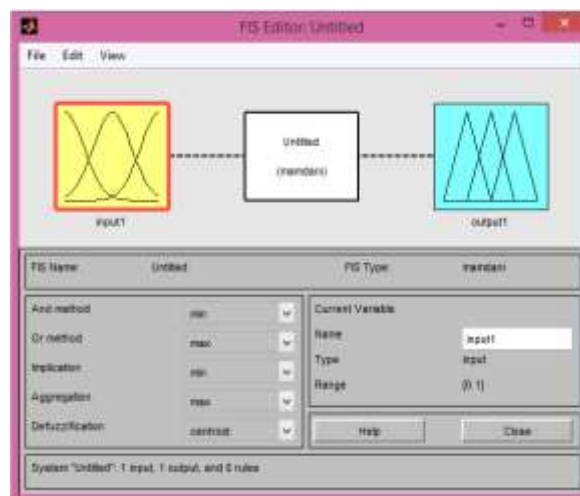 FIS Editor: Untitled
File Edit View
Untitled
(mamdani)
input1
output1
FIS Name: Untitled FIS Type: mamdani
And method min
Or method max
Implication min
Aggregation max
Defuzzification centroid
Current Variable
Name input1
Type input
Range [0 1]
Help Close
System "Untitled": 1 input, 1 output, and 0 rules